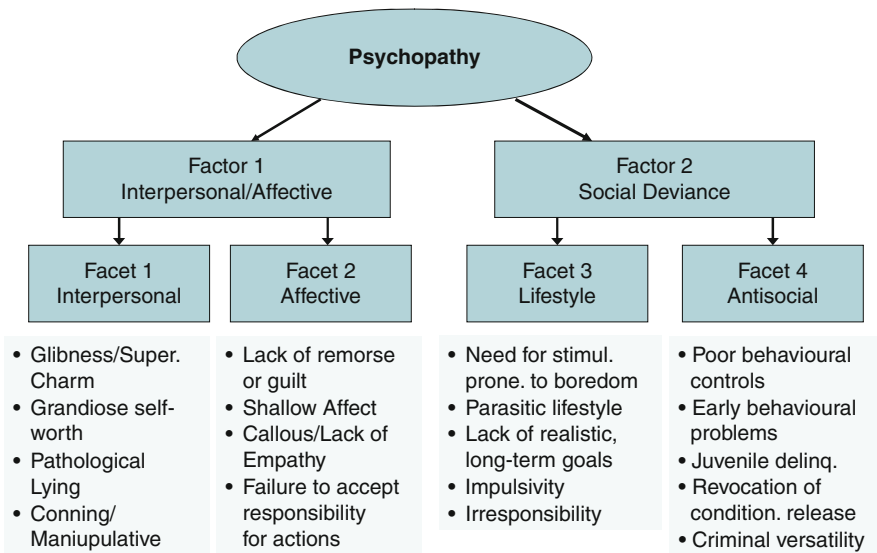 Psychopathy
Factor 1
Interpersonal/Affective
Factor 2
Social Deviance
Facet 1
Interpersonal
Facet 2
Affective
Facet 3
Lifestyle
Facet 4
Antisocial
• Glibness/Super.
Charm
• Grandiose self-
worth
• Pathological
Lying
• Conning/
Maniupulative
• Lack of remorse
or guilt
• Shallow Affect
• Callous/Lack of
Empathy
• Failure to accept
responsibility
for actions
• Need for stimul.
prone. to boredom
• Parasitic lifestyle
• Lack of realistic,
long-term goals
• Impulsivity
• Irresponsibility
• Poor behavioural
controls
• Early behavioural
problems
• Juvenile delinq.
• Revocation of
condition. release
• Criminal versatility